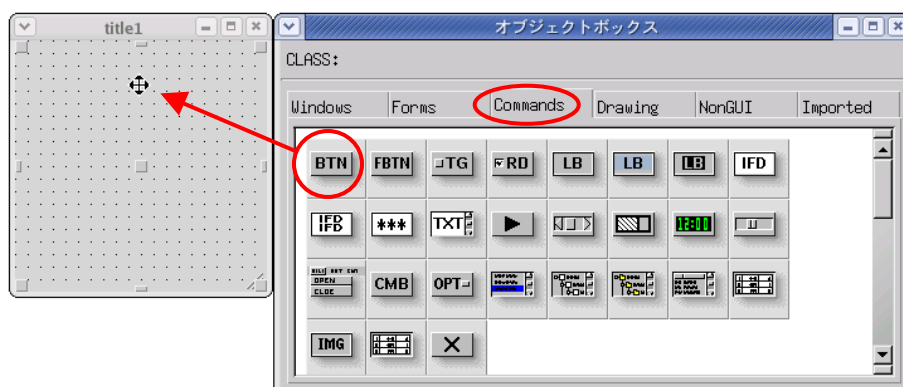 title1
オブジェクトボックス
CLASS:
Windows Forms Commands Drawing NonGUI Imported
BTN FBTN TG RD LB LB LB IFD
IFD IFD *** TXT 12:00
OPEN CMB OPT
IMG